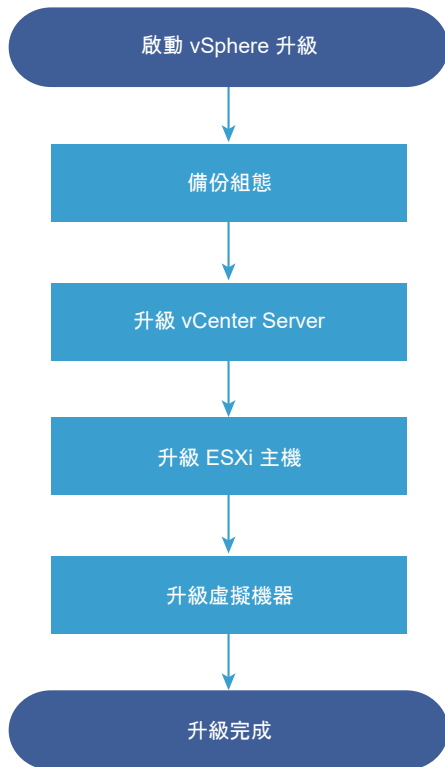 啟動 vSphere 升級
備份組態
升級 vCenter Server
升級 ESXi 主機
升級虛擬機器
升級完成